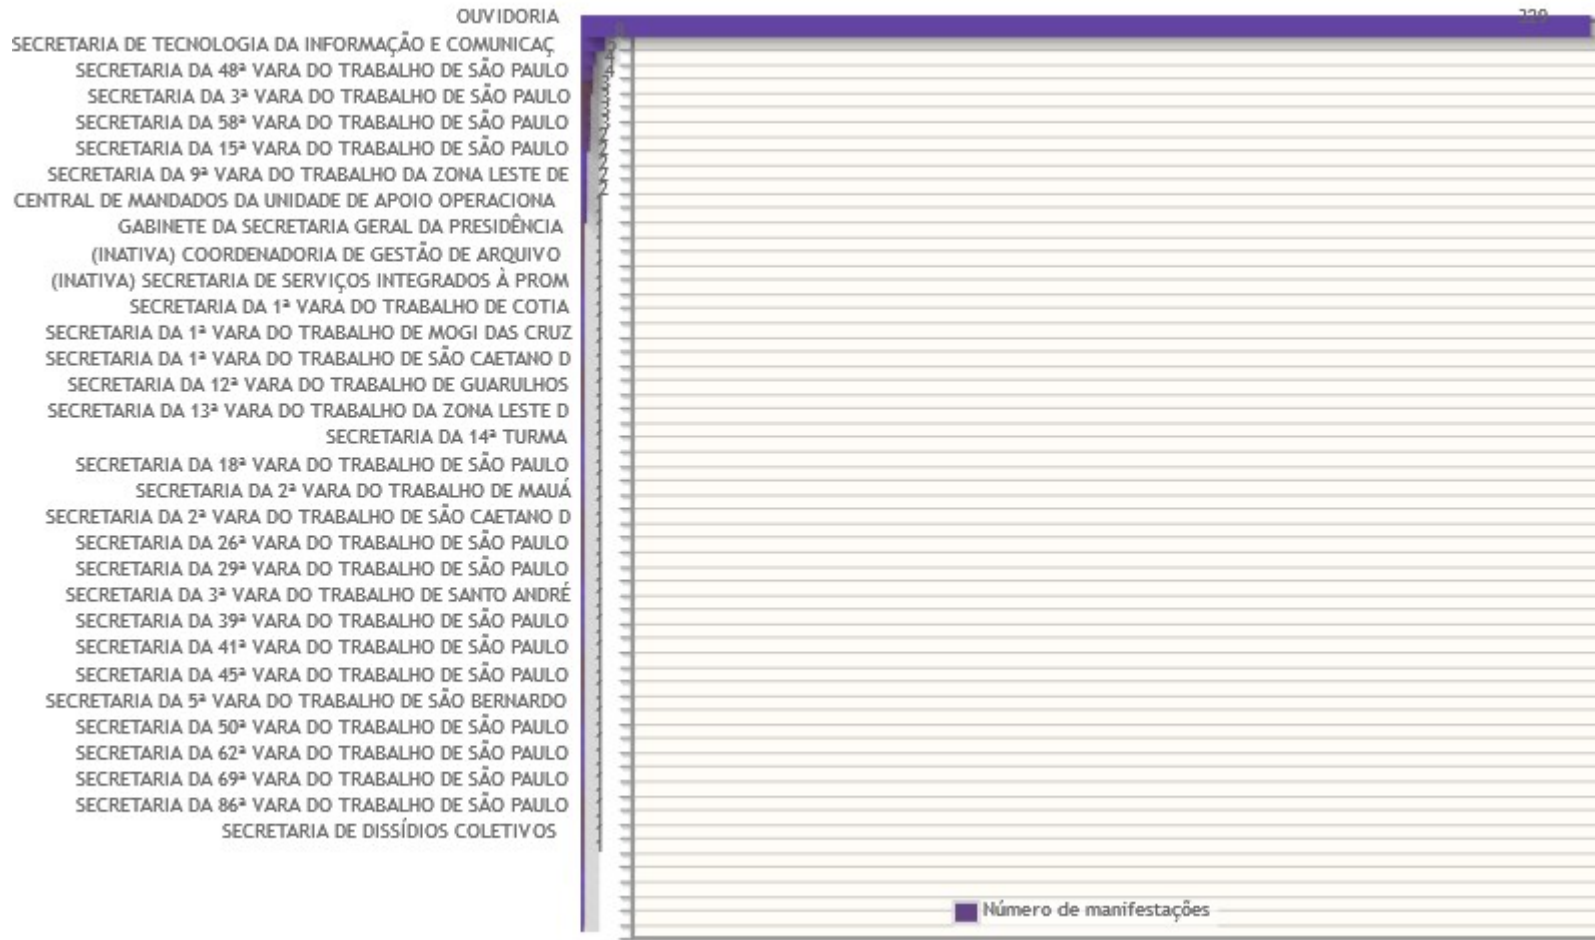 OUVIDORIA
SECRETARIA DE TECNOLOGIA DA INFORMAÇÃO E COMUNICAÇ
SECRETARIA DA 48ª VARA DO TRABALHO DE SÃO PAULO
SECRETARIA DA 3ª VARA DO TRABALHO DE SÃO PAULO
SECRETARIA DA 58ª VARA DO TRABALHO DE SÃO PAULO
SECRETARIA DA 15ª VARA DO TRABALHO DE SÃO PAULO
SECRETARIA DA 9ª VARA DO TRABALHO DA ZONA LESTE DE
CENTRAL DE MANDADOS DA UNIDADE DE APOIO OPERACIONA
GABINETE DA SECRETARIA GERAL DA PRESIDÊNCIA
(INATIVA) COORDENADORIA DE GESTÃO DE ARQUIVO
(INATIVA) SECRETARIA DE SERVIÇOS INTEGRADOS À PROM
SECRETARIA DA 1ª VARA DO TRABALHO DE COTIA
SECRETARIA DA 1ª VARA DO TRABALHO DE MOGI DAS CRUZ
SECRETARIA DA 1ª VARA DO TRABALHO DE SÃO CAETANO D
SECRETARIA DA 12ª VARA DO TRABALHO DE GUARULHOS
SECRETARIA DA 13ª VARA DO TRABALHO DA ZONA LESTE D
SECRETARIA DA 14ª TURMA
SECRETARIA DA 18ª VARA DO TRABALHO DE SÃO PAULO
SECRETARIA DA 2ª VARA DO TRABALHO DE MAUÁ
SECRETARIA DA 2ª VARA DO TRABALHO DE SÃO CAETANO D
SECRETARIA DA 26ª VARA DO TRABALHO DE SÃO PAULO
SECRETARIA DA 29ª VARA DO TRABALHO DE SÃO PAULO
SECRETARIA DA 3ª VARA DO TRABALHO DE SANTO ANDRÉ
SECRETARIA DA 39ª VARA DO TRABALHO DE SÃO PAULO
SECRETARIA DA 41ª VARA DO TRABALHO DE SÃO PAULO
SECRETARIA DA 45ª VARA DO TRABALHO DE SÃO PAULO
SECRETARIA DA 5ª VARA DO TRABALHO DE SÃO BERNARDO
SECRETARIA DA 50ª VARA DO TRABALHO DE SÃO PAULO
SECRETARIA DA 62ª VARA DO TRABALHO DE SÃO PAULO
SECRETARIA DA 69ª VARA DO TRABALHO DE SÃO PAULO
SECRETARIA DA 86ª VARA DO TRABALHO DE SÃO PAULO
SECRETARIA DE DISSÍDIOS COLETIVOS
4
4
3
3
3
2
2
2
2
2
Número de manifestações